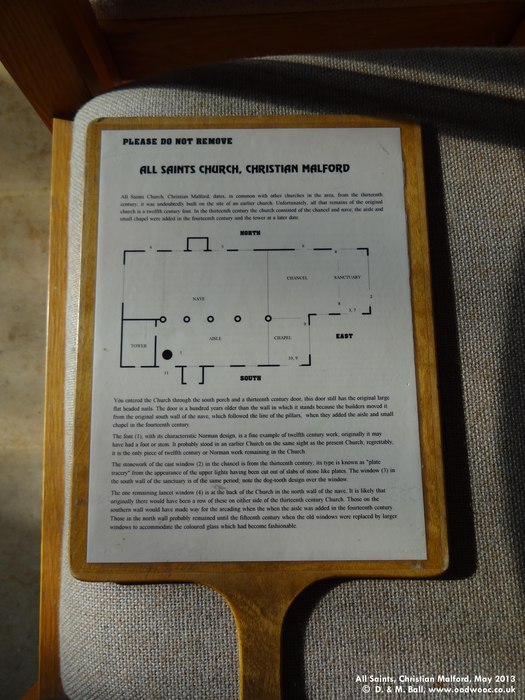 PLEASE DO NOT REMOVE
ALL SAINTS CHURCH, CHRISTIAN MALFORD
All Saints Church, Christian Malford, dates, in common with other churches in the area, from the thirteenth
century; it was undoubtedly built on the site of an earlier church. Unfortunately, all that remains of the original
church is a twelfth century font. In the thirteenth century the church consisted of the chancel and nave, the aisle and
small chapel were added in the fourteenth century and the tower at a later date.
NORTH
CHANCEL
SANCTUARY
NAVE
TOWER
AISLE
CHAPEL
EAST
SOUTH
You entered the Church through the south porch and a thirteenth century door, this door still has the original large
flat headed nails. The door is a hundred years older than the wall in which it stands because the builders moved it
from the original south wall of the nave, which followed the line of the pillars, when they added the aisle and small
chapel in the fourteenth century.
The font (1), with its characteristic Norman design, is a fine example of twelfth century work; originally it may
have had a foot or stem. It probably stood in an earlier Church on the same sight as the present Church; regrettably,
it is the only piece of twelfth century or Norman work remaining in the Church.
The stonework of the east window (2) in the chancel is from the thirteenth century, its type is known as "plate
tracery" from the appearance of the upper lights having been cut out of slabs of stone like plates. The window (3) in
the south wall of the sanctuary is of the same period; note the dog-tooth design over the window.
The one remaining lancet window (4) is at the back of the Church in the north wall of the nave. It is likely that
originally there would have been a row of these on either side of the thirteenth century Church. Those on the
southern wall would have made way for the arcading when the when the aisle was added in the fourteenth century.
Those in the north wall probably remained until the fifteenth century when the old windows were replaced by larger
windows to accommodate the coloured glass which had become fashionable.
All Saints, Christian Malford, May 2013
© D. & M. Ball, www.oodwooc.co.uk